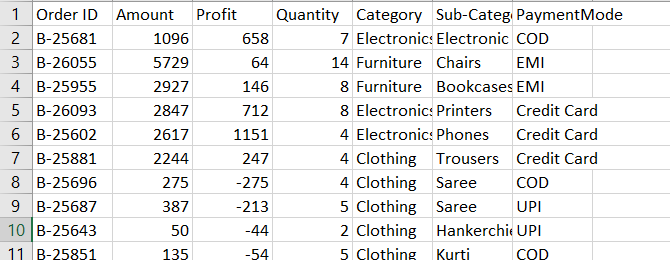 1 Order ID Amount Profit Quantity Category Sub-Categ PaymentMode
2 B-25681 1096 658 7 Electronics Electronic COD
3 B-26055 5729 64 14 Furniture Chairs EMI
4 B-25955 2927 146 8 Furniture Bookcases EMI
5 B-26093 2847 712 8 Electronics Printers Credit Card
6 B-25602 2617 1151 4 Electronics Phones Credit Card
7 B-25881 2244 247 4 Clothing Trousers Credit Card
8 B-25696 275 -275 4 Clothing Saree COD
9 B-25687 387 -213 5 Clothing Saree UPI
10 B-25643 50 -44 2 Clothing Hankerchie UPI
11 B-25851 135 -54 5 Clothing Kurti COD